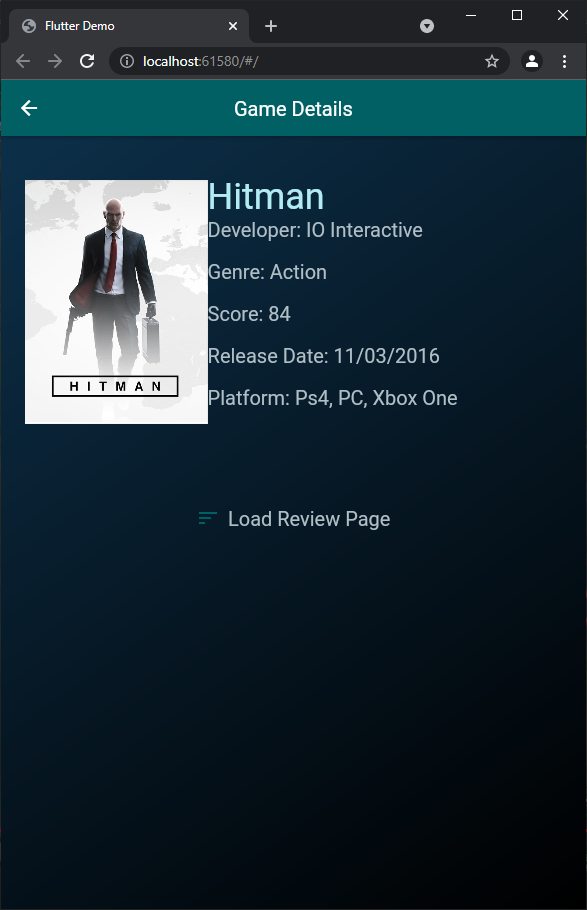 Flutter Demo
localhost:61580/#/
Game Details
Hitman
Developer: IO Interactive
Genre: Action
Score: 84
Release Date: 11/03/2016
Platform: Ps4, PC, Xbox One
HITMAN
Load Review Page